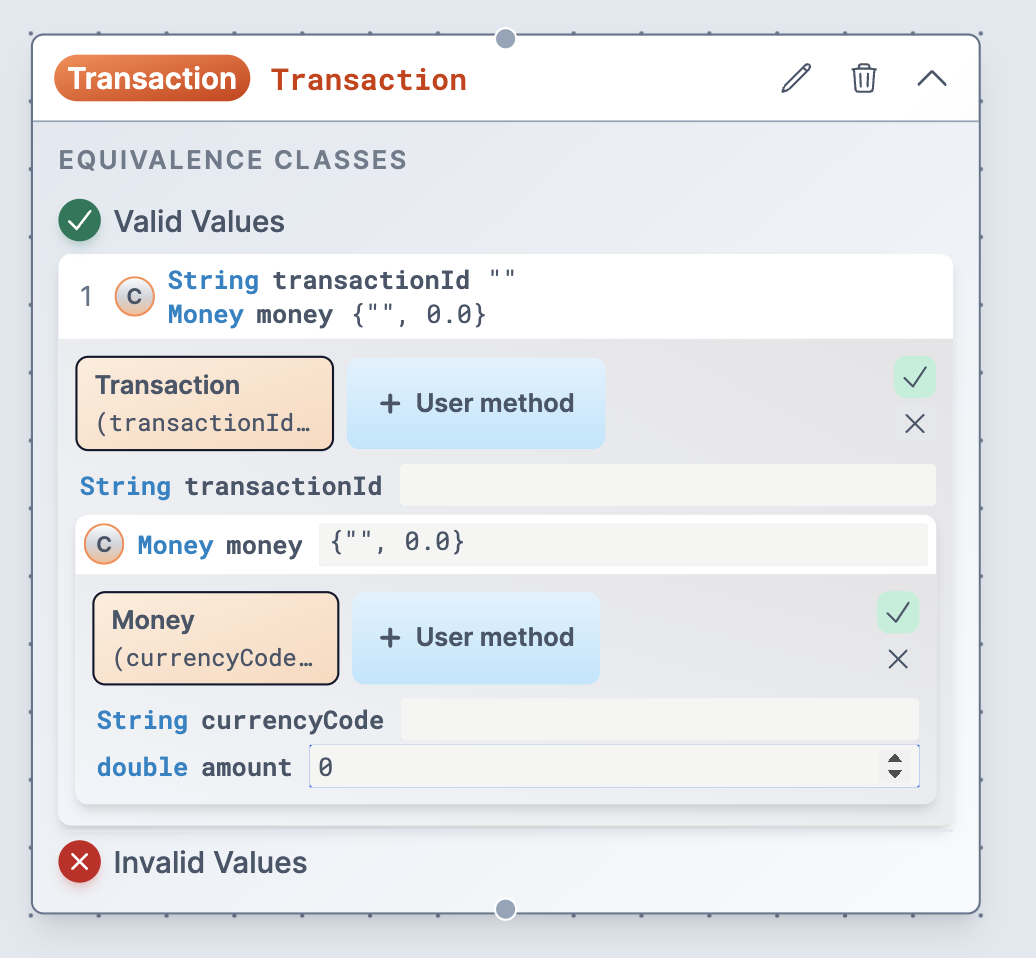 Transaction Transaction
EQUIVALENCE CLASSES
Valid Values
1 C String transactionId ""
Money money {"", 0.0}
Transaction
(transactionId…
+ User method
String transactionId
C Money money {"", 0.0}
Money
(currencyCode…
+ User method
String currencyCode
double amount 0
Invalid Values